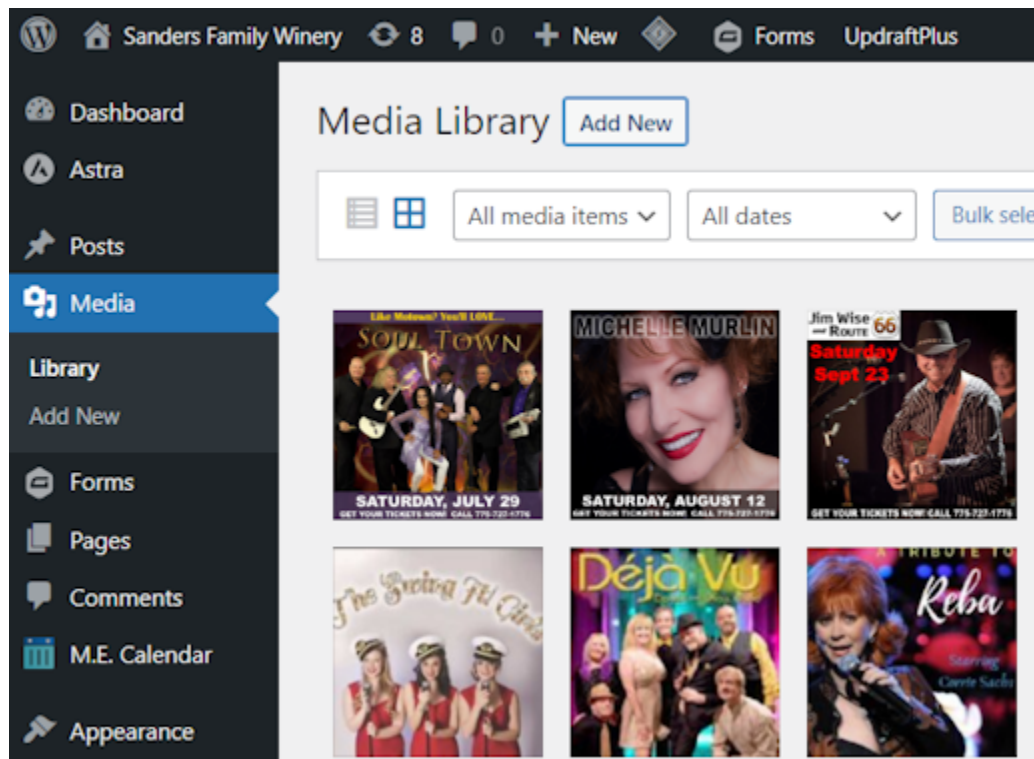 Sanders Family Winery 8 0 New Forms UpdraftPlus
Dashboard
Astra
Posts
Media
Library
Add New
Forms
Pages
Comments
M.E. Calendar
Appearance
Media Library Add New
All media items All dates Bulk sele
Like Motown? You'll LOVE...
SOUL TOWN
SATURDAY, JULY 29
GET YOUR TICKETS NOW! CALL 775-727-1776
MICHELLE MURLIN
SATURDAY, AUGUST 12
GET YOUR TICKETS NOW! CALL 775-727-1776
Jim Wise
and ROUTE 66
Saturday
Sept 23
GET YOUR TICKETS NOW! CALL 775-727-1776
The Swing It! Girls
Déjà Vu
A TRIBUTE TO
Reba
Starring
Corrie Sachs